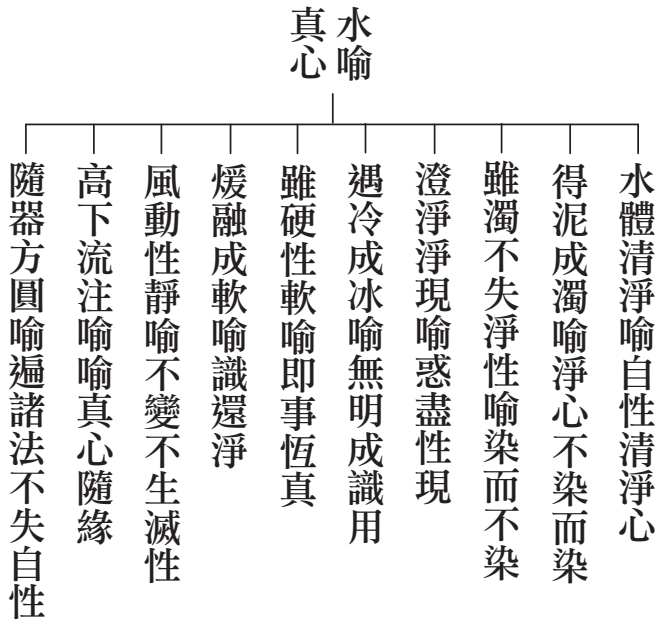 水喻
真心
水體清淨喻自性清淨心
得泥成濁喻淨心不染而染
雖濁不失淨性喻染而不染
澄淨淨現喻惑盡性現
遇冷成冰喻無明成識用
雖硬性軟喻即事恆真
煖融成軟喻識還淨
風動性靜喻不變不生滅性
高下流注喻喻真心隨緣
隨器方圓喻遍諸法不失自性